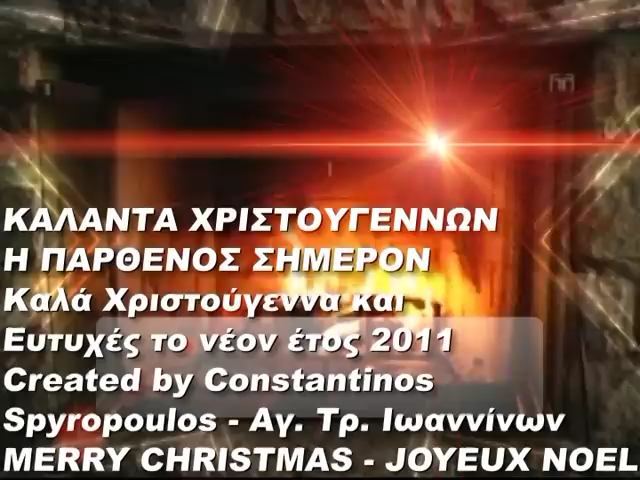 ΚΑΛΑΝΤΑ ΧΡΙΣΤΟΥΓΕΝΝΩΝ
Η ΠΑΡΘΕΝΟΣ ΣΗΜΕΡΟΝ
Καλά Χριστούγεννα και
Ευτυχές το νέον έτος 2011
Created by Constantinos
Spyropoulos - Αγ. Τρ. Ιωαννίνων
MERRY CHRISTMAS - JOYEUX NOEL